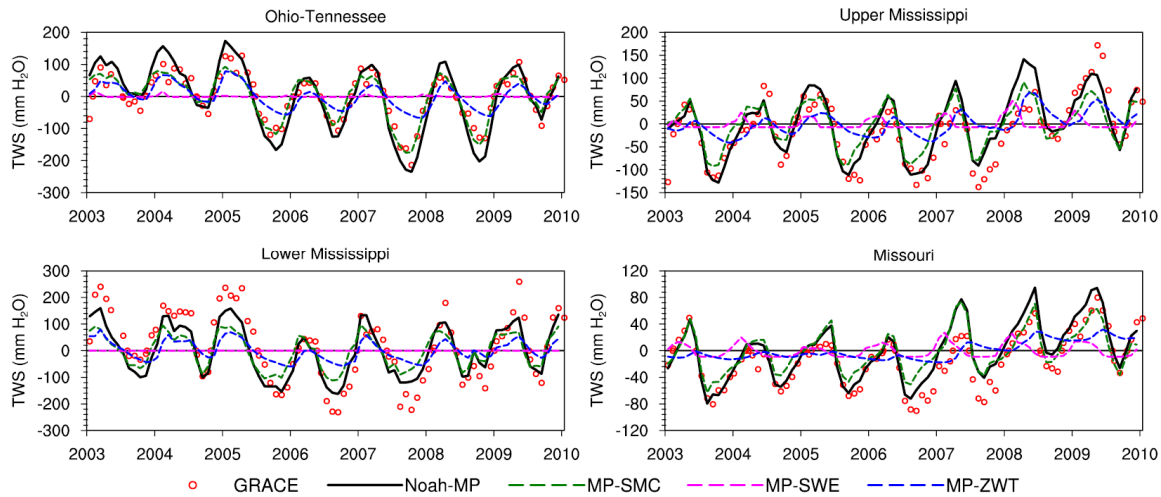 Ohio-Tennessee
TWS (mm H₂O)
200
100
0
-100
-200
-300
2003 2004 2005 2006 2007 2008 2009 2010
Upper Mississippi
TWS (mm H₂O)
200
150
100
50
0
-50
-100
-150
2003 2004 2005 2006 2007 2008 2009 2010
Lower Mississippi
TWS (mm H₂O)
300
200
100
0
-100
-200
-300
2003 2004 2005 2006 2007 2008 2009 2010
Missouri
TWS (mm H₂O)
120
80
40
0
-40
-80
-120
2003 2004 2005 2006 2007 2008 2009 2010
GRACE Noah-MP MP-SMC MP-SWE MP-ZWT